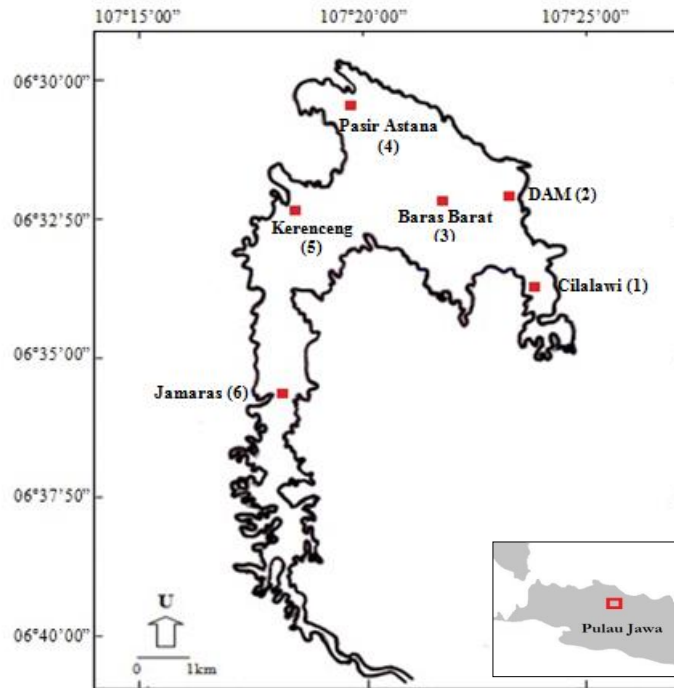 107°15'00” 107°20'00” 107°25'00”
06°30'00”
Pasir Astana
(4)
DAM (2)
06°32'50”
Baras Barat
(3)
Kerenceng
(5)
Cilalawi (1)
06°35'00”
Jamaras (6)
06°37'50”
U
Pulau Jawa
06°40'00”
0 1km